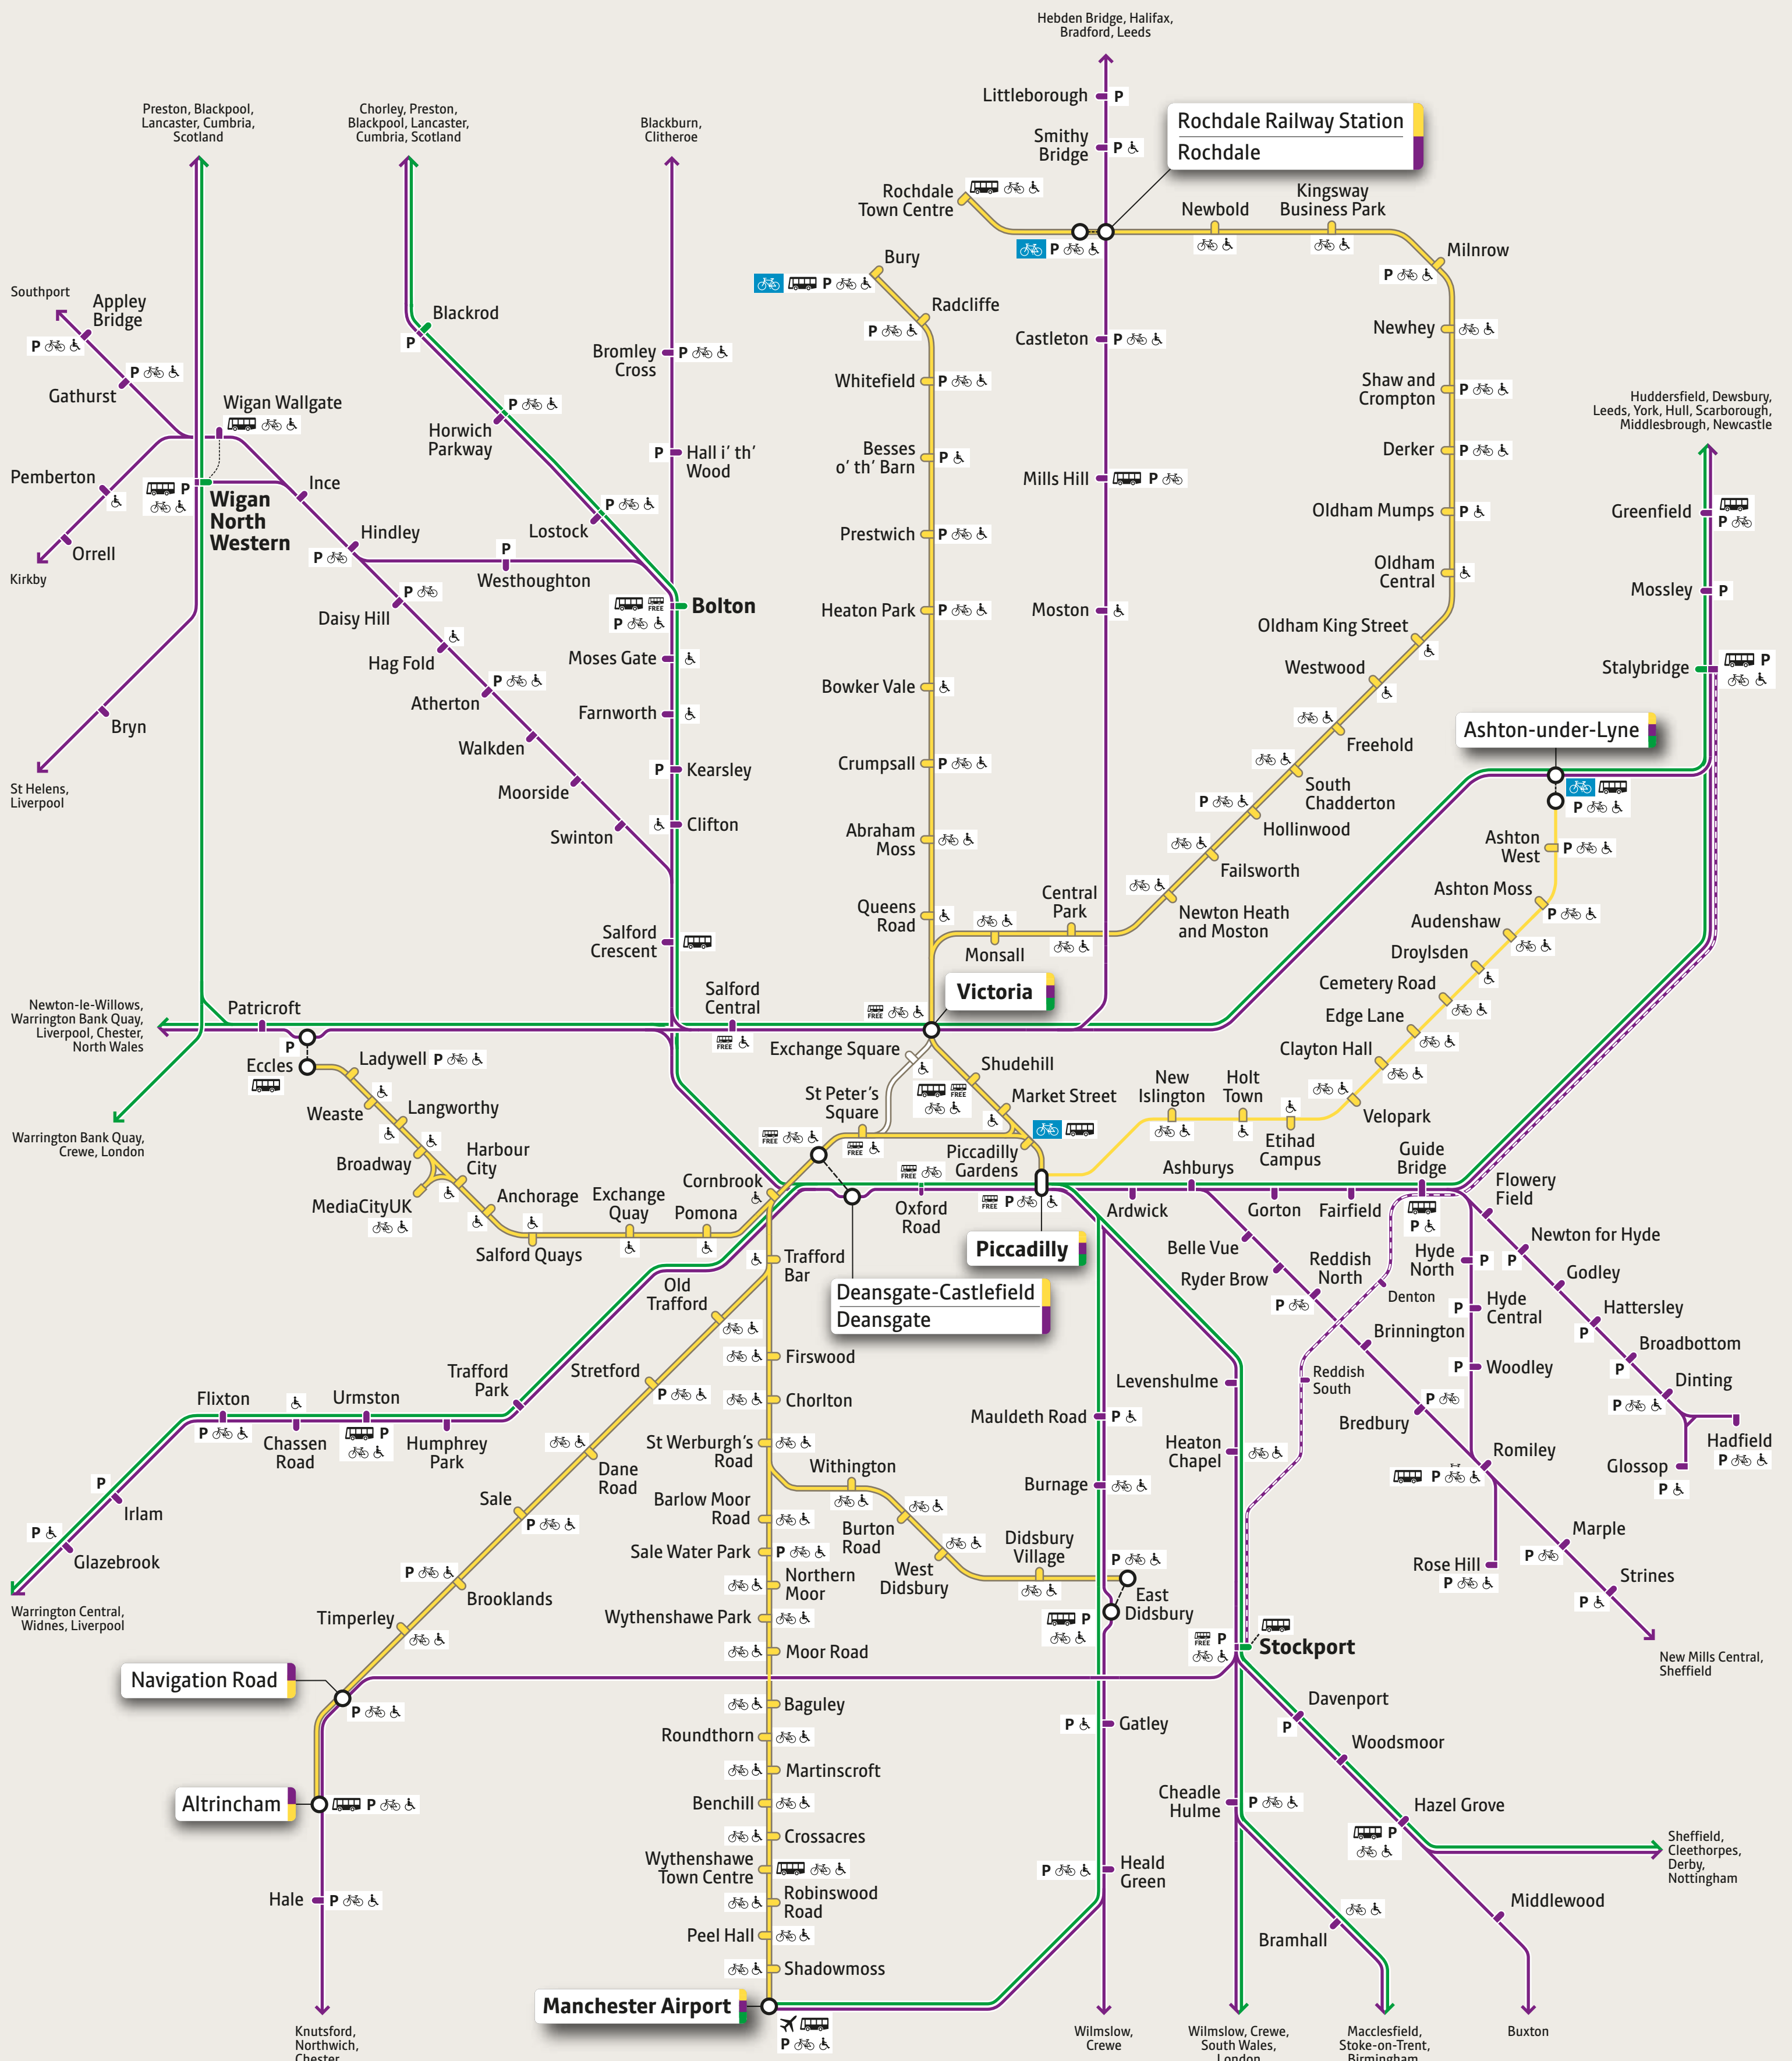 Hebden Bridge, Halifax,
Bradford, Leeds
Preston, Blackpool,
Lancaster, Cumbria,
Scotland
Chorley, Preston,
Blackpool, Lancaster,
Cumbria, Scotland
Blackburn,
Clitheroe
Littleborough
P
Smithy
Bridge
P
Rochdale Railway Station
Rochdale
Rochdale
Town Centre
P
Newbold
Kingsway
Business Park
Milnrow
P
Bury
P
Radcliffe
P
Southport
Appley
Bridge
P
Gathurst
P
Blackrod
P
Bromley
Cross
P
Castleton
P
Newhey
Whitefield
P
Shaw and
Crompton
P
Wigan Wallgate
Horwich
Parkway
P
Hall i' th'
Wood
P
Besses
o' th' Barn
P
Mills Hill
P
Derker
P
Huddersfield, Dewsbury,
Leeds, York, Hull, Scarborough,
Middlesbrough, Newcastle
Pemberton
P
Wigan
North
Western
Ince
Lostock
P
Oldham Mumps
P
Greenfield
P
Orrell
Kirkby
Hindley
P
P
Westhoughton
Prestwich
P
Oldham
Central
Mossley
P
Daisy Hill
P
FREE
P
Bolton
Heaton Park
P
Moston
Oldham King Street
Hag Fold
Moses Gate
Westwood
Stalybridge
P
Atherton
P
Farnworth
Bowker Vale
Freehold
Ashton-under-Lyne
P
Bryn
Walkden
Kearsley
P
Crumpsall
P
South
Chadderton
St Helens,
Liverpool
Moorside
Clifton
Hollinwood
P
Swinton
Abraham
Moss
Failsworth
Ashton
West
P
Salford
Crescent
Queens
Road
Central
Park
Monsall
Newton Heath
and Moston
Ashton Moss
P
Audenshaw
Droylsden
Cemetery Road
Edge Lane
Clayton Hall
Velopark
Newton-le-Willows,
Warrington Bank Quay,
Liverpool, Chester,
North Wales
Patricroft
P
Salford
Central
FREE
FREE
Victoria
Warrington Bank Quay,
Crewe, London
Eccles
Ladywell
P
Weaste
Langworthy
Broadway
Harbour
City
MediaCityUK
Anchorage
Salford Quays
Exchange
Quay
Pomona
Exchange Square
Shudehill
FREE
St Peter's
Square
FREE
FREE
Market Street
Piccadilly
Gardens
New
Islington
Holt
Town
Etihad
Campus
Cornbrook
FREE
Oxford
Road
FREE
P
Piccadilly
Deansgate-Castlefield
Deansgate
Ardwick
Ashburys
Gorton
Fairfield
Guide
Bridge
P
Flowery
Field
Newton for Hyde
P
Godley
Hattersley
P
Broadbottom
P
Dinting
P
Hadfield
P
Glossop
P
Belle Vue
Ryder Brow
Reddish
North
P
Denton
Hyde
North
P
Hyde
Central
P
Woodley
P
Brinnington
Reddish
South
Bredbury
P
Romiley
P
Rose Hill
P
Marple
P
Strines
P
New Mills Central,
Sheffield
Trafford
Bar
Old
Trafford
Stretford
P
Dane
Road
Sale
P
Brooklands
P
Timperley
Firswood
Chorlton
St Werburgh's
Road
Withington
Burton
Road
West
Didsbury
Didsbury
Village
P
East
Didsbury
P
Barlow Moor
Road
Sale Water Park
P
Northern
Moor
Wythenshawe Park
Moor Road
Baguley
Roundthorn
Martinscroft
Benchill
Crossacres
Wythenshawe
Town Centre
Robinswood
Road
Peel Hall
Shadowmoss
Manchester Airport
P
Trafford
Park
Humphrey
Park
Urmston
P
Chassen
Road
Flixton
P
Irlam
P
Glazebrook
P
Warrington Central,
Widnes, Liverpool
Navigation Road
P
Altrincham
P
Hale
P
Knutsford,
Northwich,
Chester
Levenshulme
Mauldeth Road
P
Heaton
Chapel
Burnage
FREE
P
Stockport
Gatley
P
Heald
Green
P
Cheadle
Hulme
P
Davenport
P
Woodsmoor
Hazel Grove
P
Sheffield,
Cleethorpes,
Derby,
Nottingham
Middlewood
Bramhall
Wilmslow,
Crewe
Wilmslow, Crewe,
South Wales,
London
Macclesfield,
Stoke-on-Trent,
Birmingham
Buxton